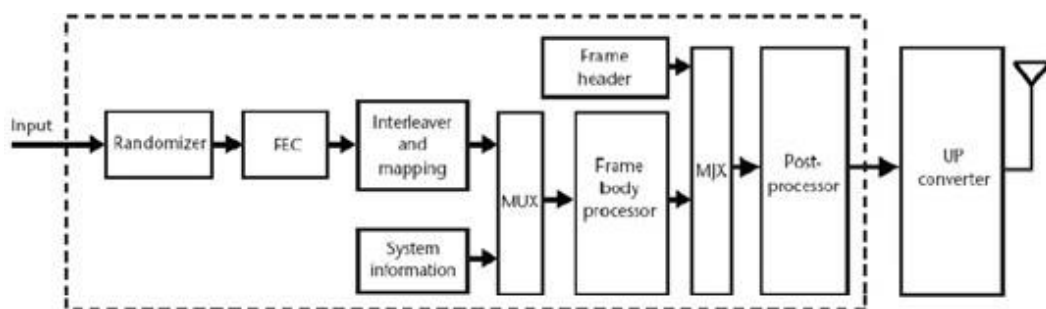 Input
Randomizer
FEC
Interleaver
and
mapping
System
information
MUX
Frame
header
Frame
body
processor
MJX
Post-
processor
UP
converter